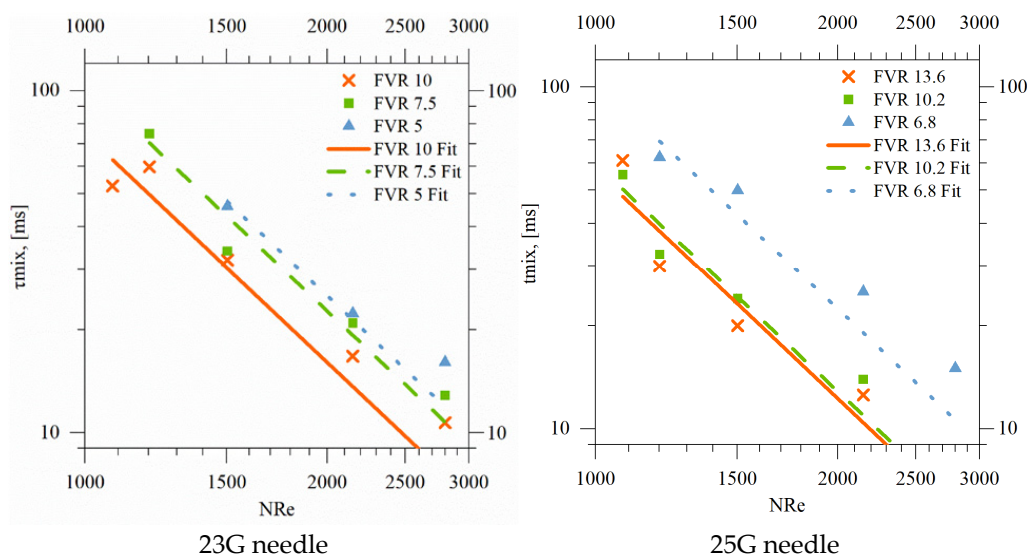 1000 1500 2000 2500 3000
100 100
FVR 10
FVR 7.5
FVR 5
FVR 10 Fit
FVR 7.5 Fit
FVR 5 Fit
τmix, [ms]
10 10
1000 1500 2000 2500 3000
NRe
23G needle
1000 1500 2000 2500 3000
100 100
FVR 13.6
FVR 10.2
FVR 6.8
FVR 13.6 Fit
FVR 10.2 Fit
FVR 6.8 Fit
tmix, [ms]
10 10
1000 1500 2000 2500 3000
NRe
25G needle